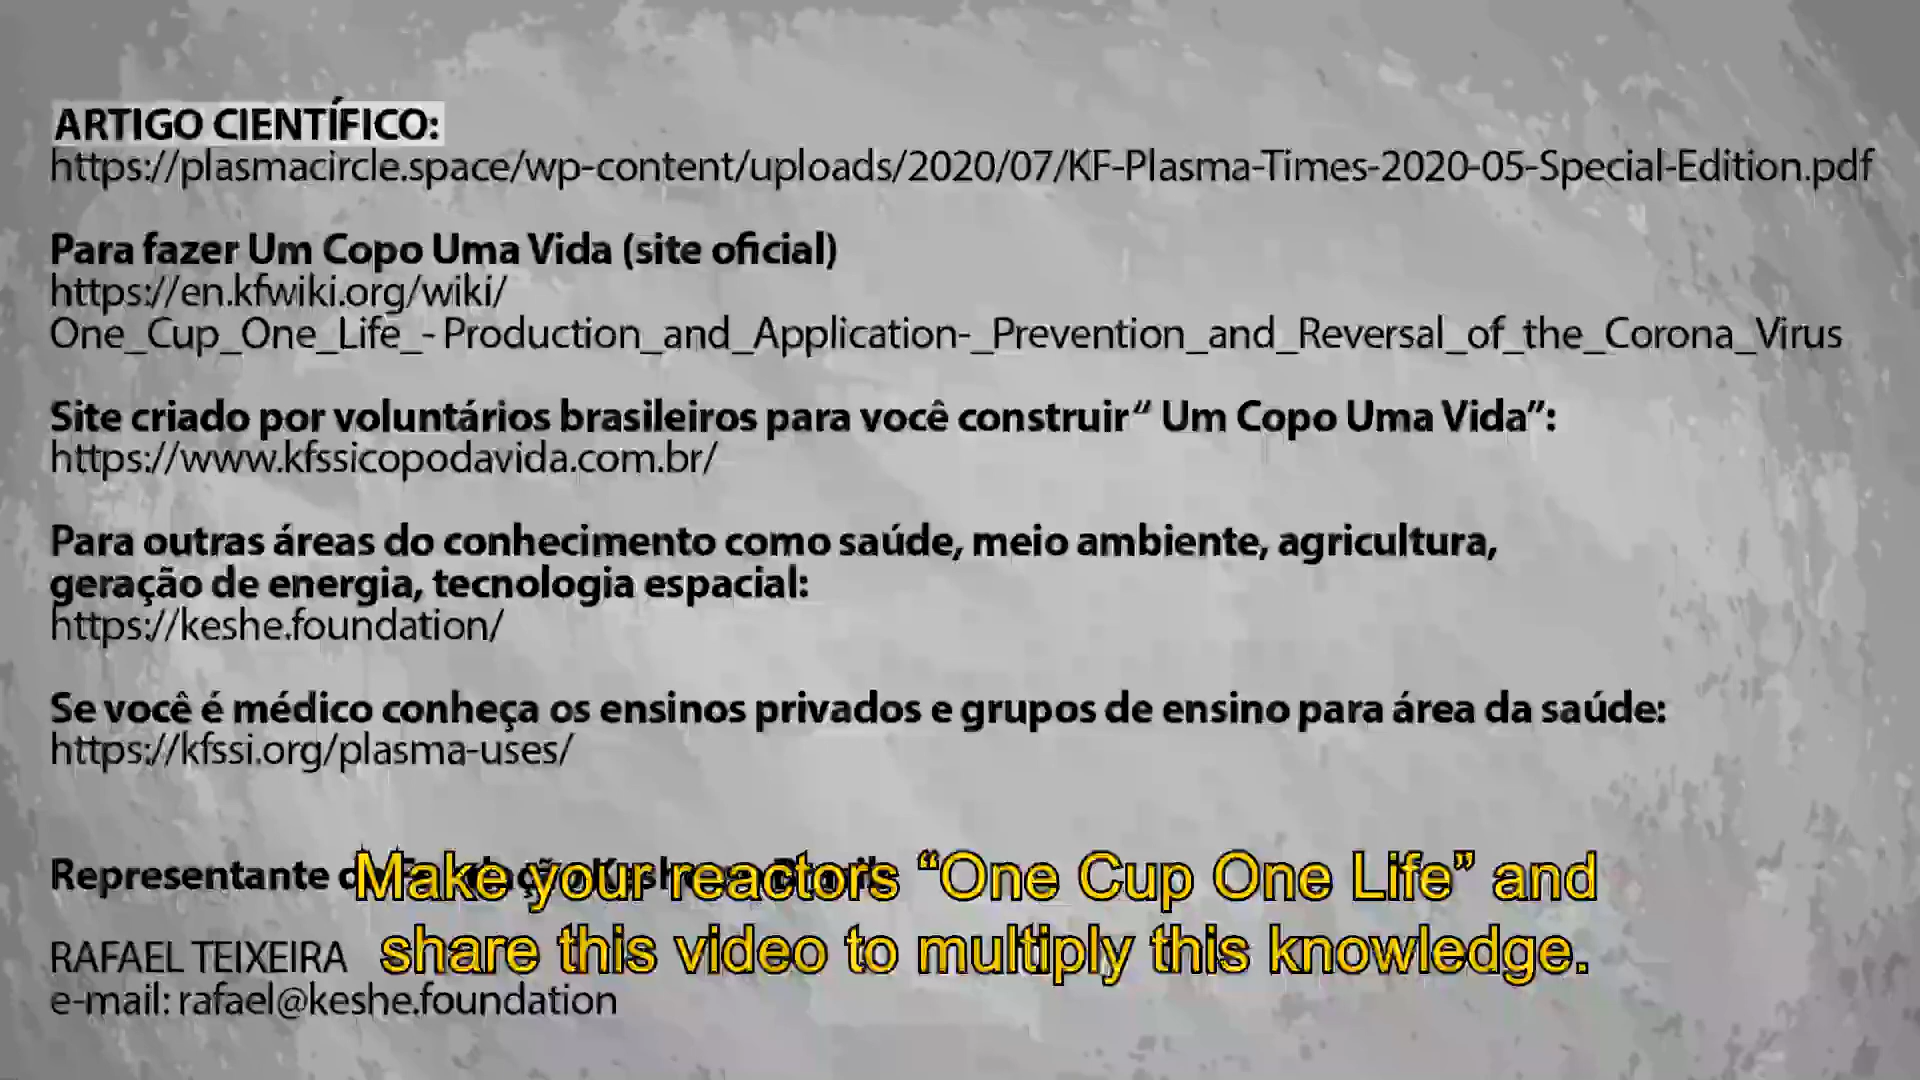 ARTIGO CIENTÍFICO:
https://plasmacircle.space/wp-content/uploads/2020/07/KF-Plasma-Times-2020-05-Special-Edition.pdf
Para fazer Um Copo Uma Vida (site oficial)
https://en.kfwiki.org/wiki/
One_Cup_One_Life_-Production_and_Application-_Prevention_and_Reversal_of_the_Corona_Virus
Site criado por voluntários brasileiros para você construir“ Um Copo Uma Vida”:
https://www.kfssicopodavida.com.br/
Para outras áreas do conhecimento como saúde, meio ambiente, agricultura,
geração de energia, tecnologia espacial:
https://keshe.foundation/
Se você é médico conheça os ensinos privados e grupos de ensino para área da saúde:
https://kfssi.org/plasma-uses/
Representante
Make your reactors “One Cup One Life” and
share this video to multiply this knowledge.
RAFAEL TEIXEIRA
e-mail: rafael@keshe.foundation